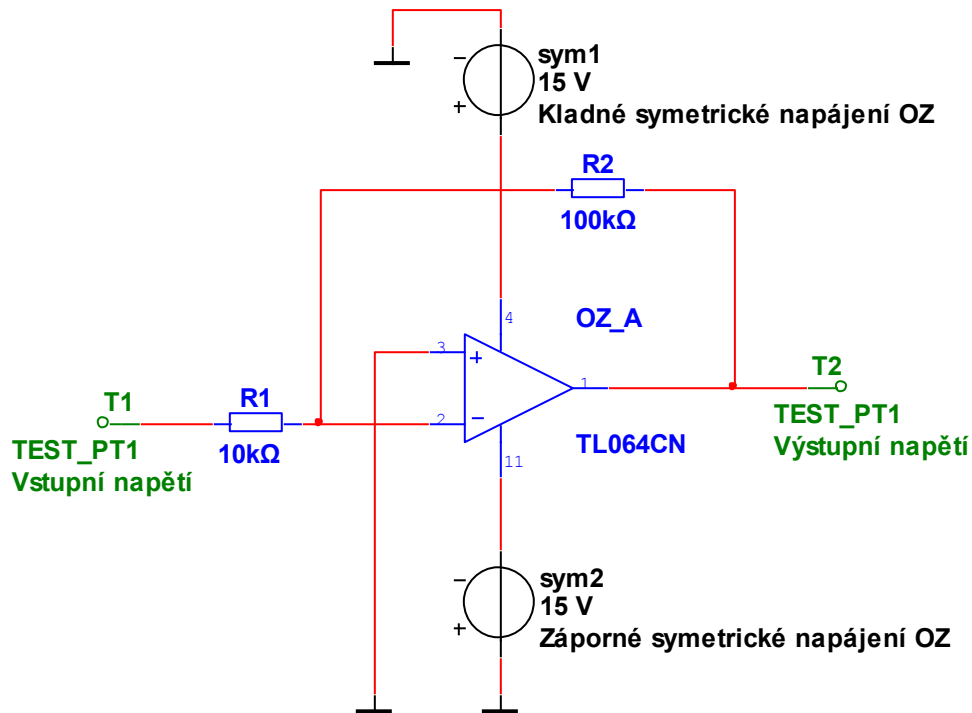 −
sym1
15 V
+
Kladné symetrické napájení OZ
R2
100kΩ
4
OZ_A
3
+
T1
R1
2
−
1
T2
TEST_PT1
10kΩ
TL064CN
TEST_PT1
Vstupní napětí
Výstupní napětí
11
−
sym2
15 V
+
Záporné symetrické napájení OZ